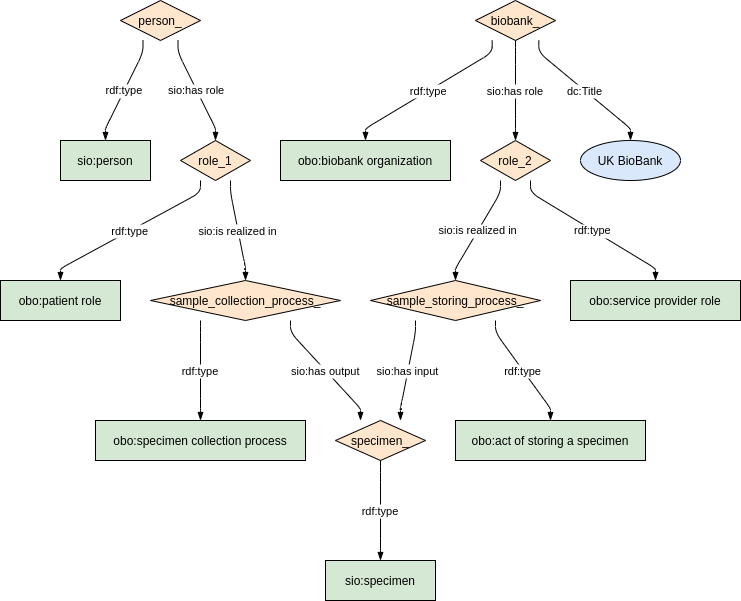 person_
biobank_
rdf:type
sio:has role
rdf:type
sio:has role
dc:Title
sio:person
role_1
obo:biobank organization
role_2
UK BioBank
rdf:type
sio:is realized in
sio:is realized in
rdf:type
obo:patient role
sample_collection_process_
sample_storing_process_
obo:service provider role
rdf:type
sio:has output
sio:has input
rdf:type
obo:specimen collection process
specimen_
obo:act of storing a specimen
rdf:type
sio:specimen